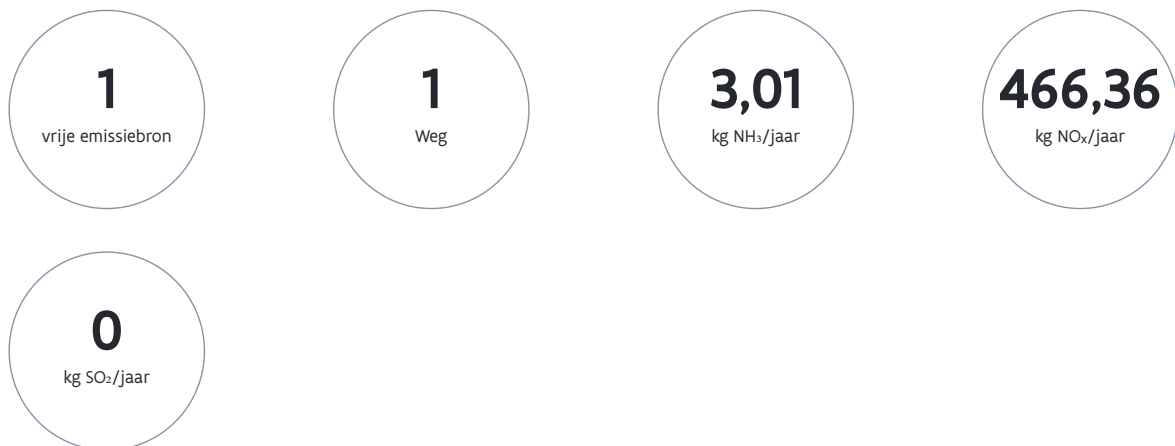 1
vrije emissiebron
1
Weg
3,01
kg NH₃/jaar
466,36
kg NOₓ/jaar
0
kg SO₂/jaar